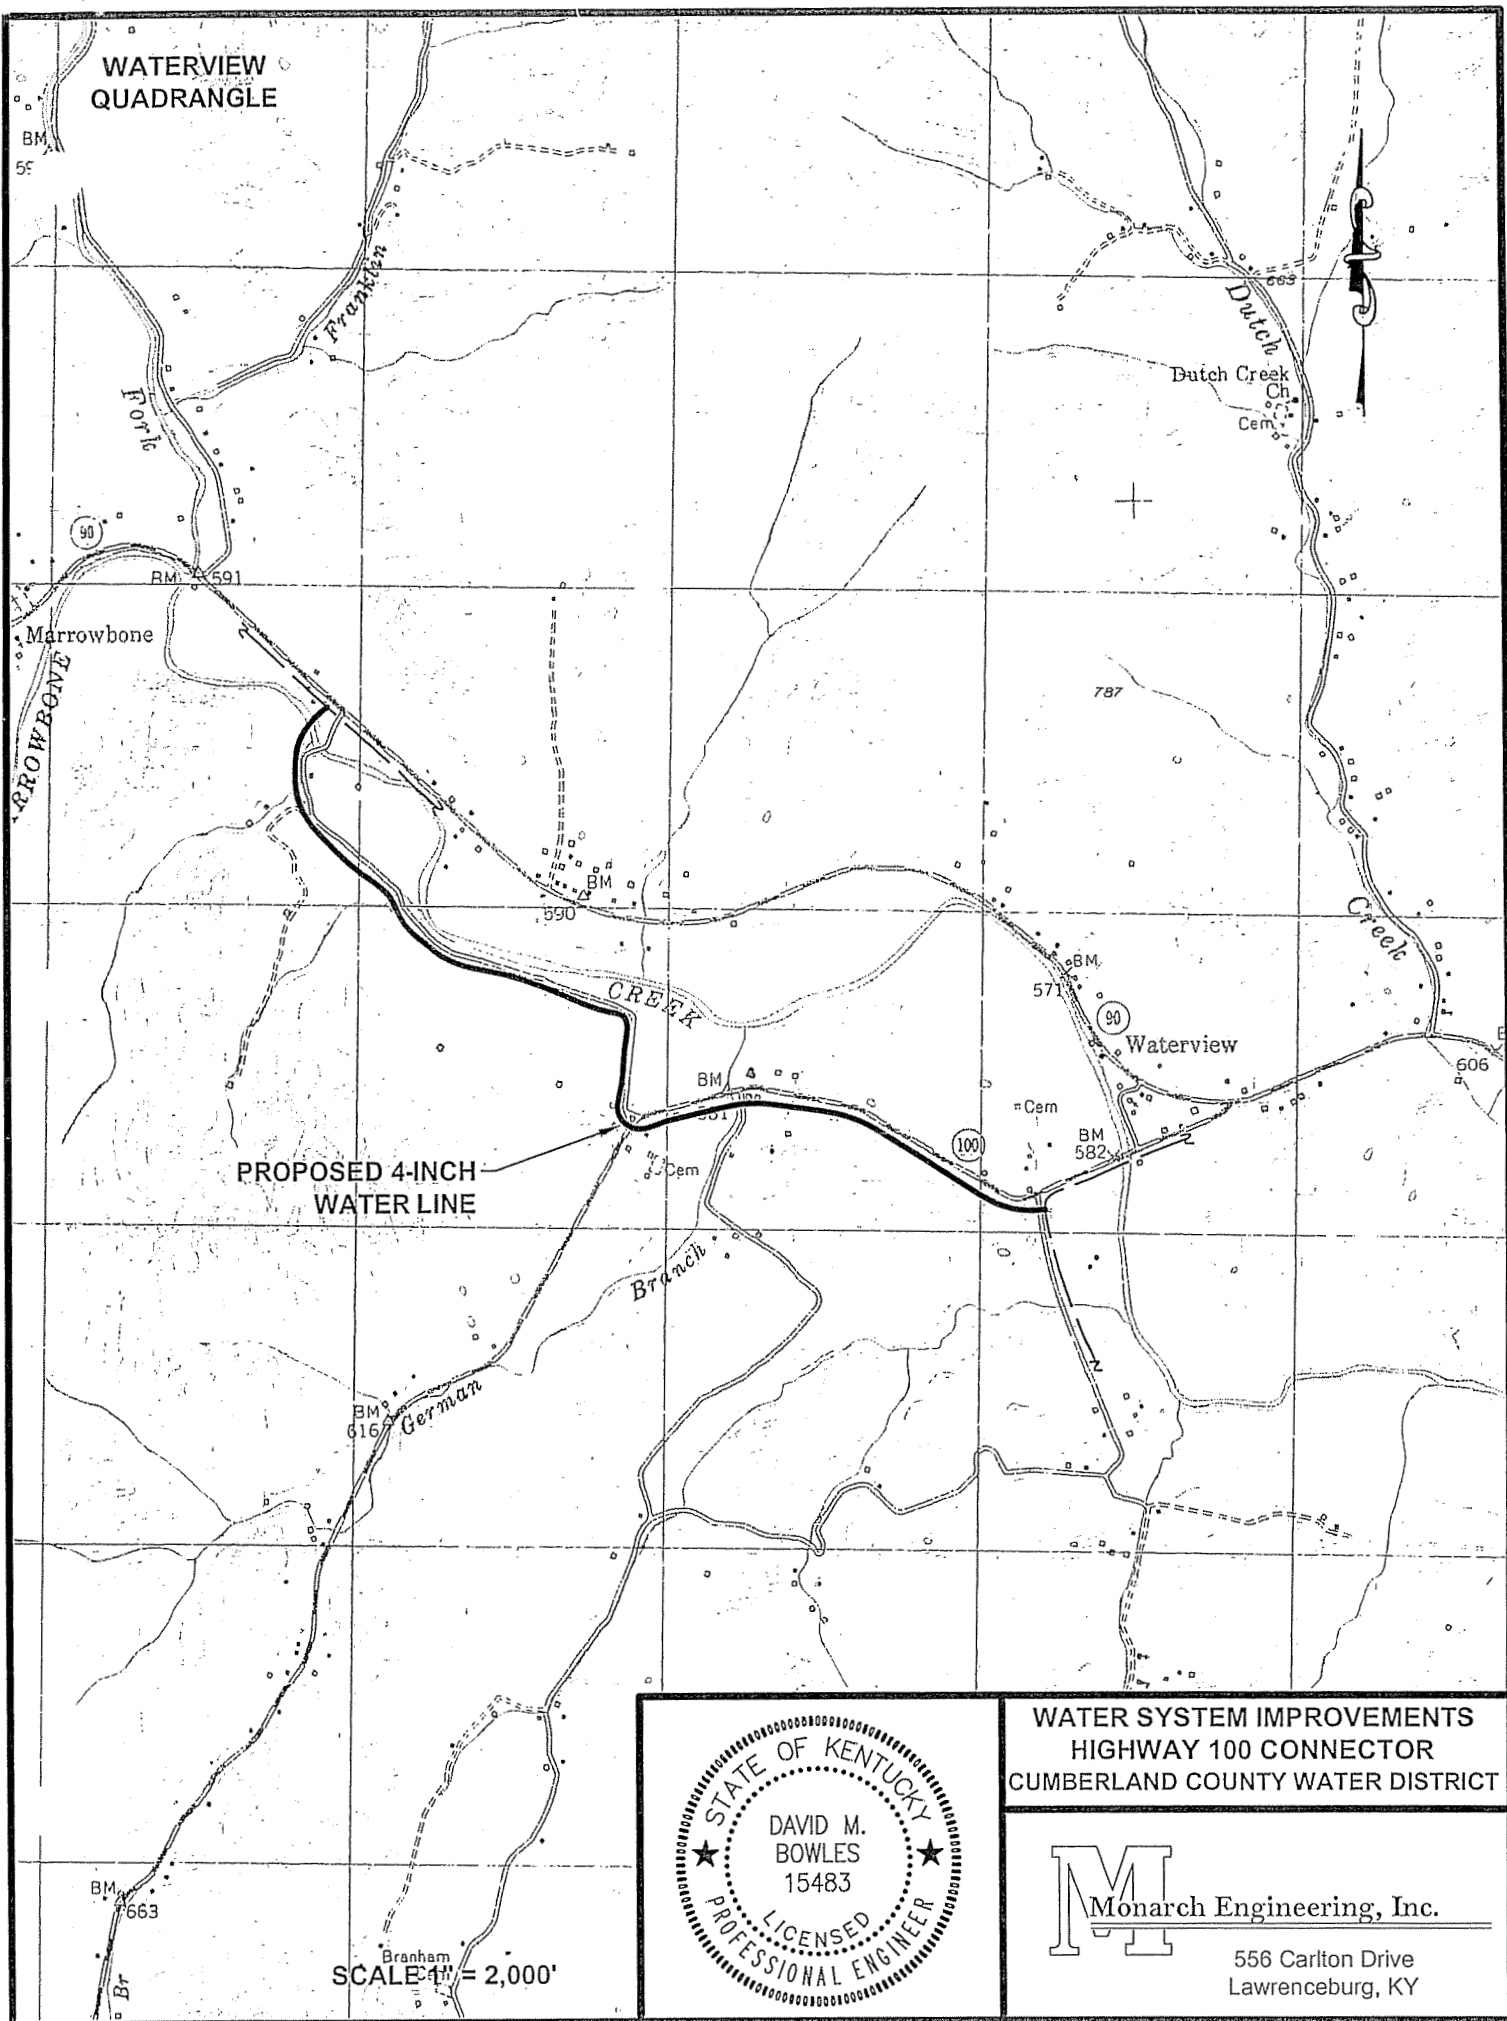 WATERVIEW
QUADRANGLE
BM
Franklin
Fork
663
Dutch
Dutch Creek
Ch
Cem
90
BM 591
Marrowbone
787
BM
590
Creek
CREEK
BM
571
90
Waterview
606
BM
Cem
100
BM
582
PROPOSED 4-INCH
WATER LINE
Cem
Branch
German
BM
616
BM
663
Br
Branham
SCALE 1" = 2,000'
STATE OF KENTUCKY
DAVID M.
BOWLES
15483
LICENSED
PROFESSIONAL ENGINEER
WATER SYSTEM IMPROVEMENTS
HIGHWAY 100 CONNECTOR
CUMBERLAND COUNTY WATER DISTRICT
M
Monarch Engineering, Inc.
556 Carlton Drive
Lawrenceburg, KY